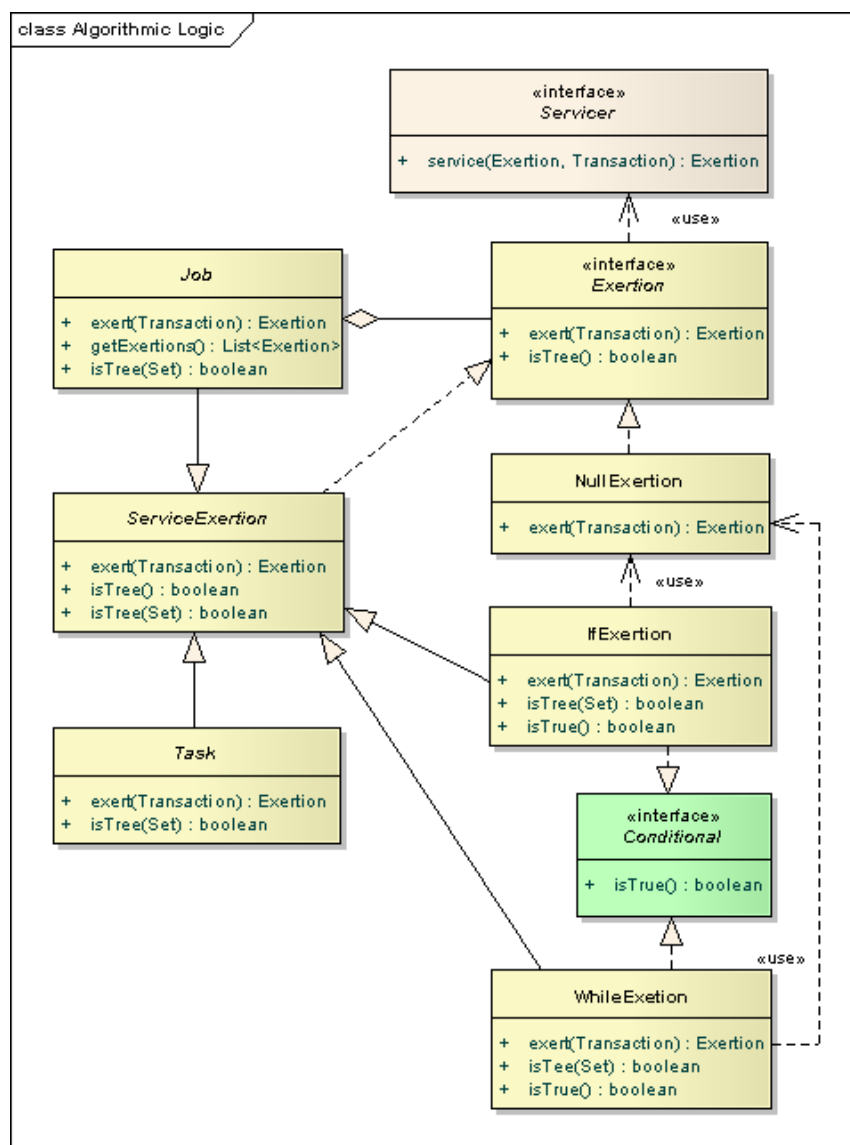 class Algorithmic Logic
«interface»
Servicer
+ service(Exertion, Transaction) : Exertion
«use»
Job
+ exert(Transaction) : Exertion
+ getExertions() : List<Exertion>
+ isTree(Set) : boolean
«interface»
Exertion
+ exert(Transaction) : Exertion
+ isTree() : boolean
NullExertion
+ exert(Transaction) : Exertion
ServiceExertion
+ exert(Transaction) : Exertion
+ isTree() : boolean
+ isTree(Set) : boolean
«use»
IfExertion
+ exert(Transaction) : Exertion
+ isTree(Set) : boolean
+ isTrue() : boolean
Task
+ exert(Transaction) : Exertion
+ isTree(Set) : boolean
«interface»
Conditional
+ isTrue() : boolean
«use»
WhileExetion
+ exert(Transaction) : Exertion
+ isTee(Set) : boolean
+ isTrue() : boolean